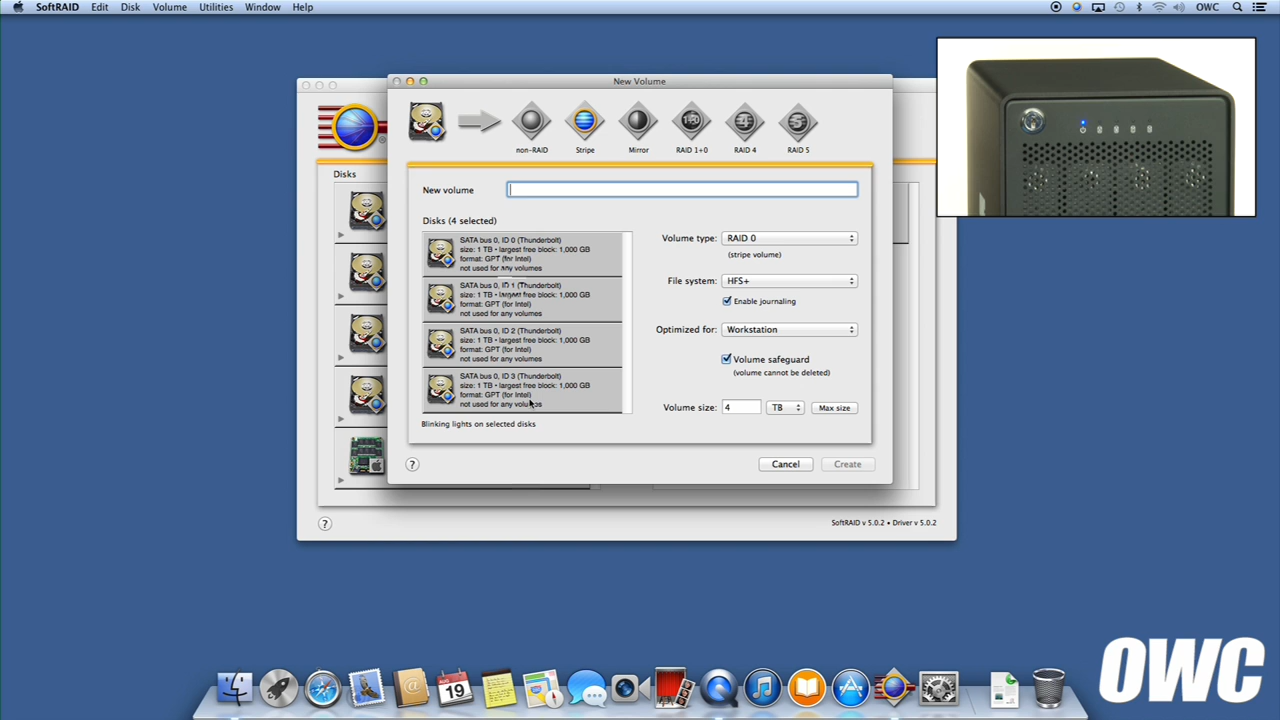 SoftRAID Edit Disk Volume Utilities Window Help
OWC
New Volume
non-RAID Stripe Mirror RAID 1+0 RAID 4 RAID 5
Disks
New volume
Disks (4 selected)
SATA bus 0, ID 0 (Thunderbolt)
size: 1 TB • largest free block: 1,000 GB
format: GPT (for Intel)
not used for any volumes
SATA bus 0, ID 1 (Thunderbolt)
size: 1 TB • largest free block: 1,000 GB
format: GPT (for Intel)
not used for any volumes
SATA bus 0, ID 2 (Thunderbolt)
size: 1 TB • largest free block: 1,000 GB
format: GPT (for Intel)
not used for any volumes
SATA bus 0, ID 3 (Thunderbolt)
size: 1 TB • largest free block: 1,000 GB
format: GPT (for Intel)
not used for any volumes
Blinking lights on selected disks
Volume type: RAID 0
(stripe volume)
File system: HFS+
Enable journaling
Optimized for: Workstation
Volume safeguard
(volume cannot be deleted)
Volume size: 4 TB Max size
? Cancel Create
? SoftRAID v 5.0.2 • Driver v 5.0.2
AUG
19
OWC